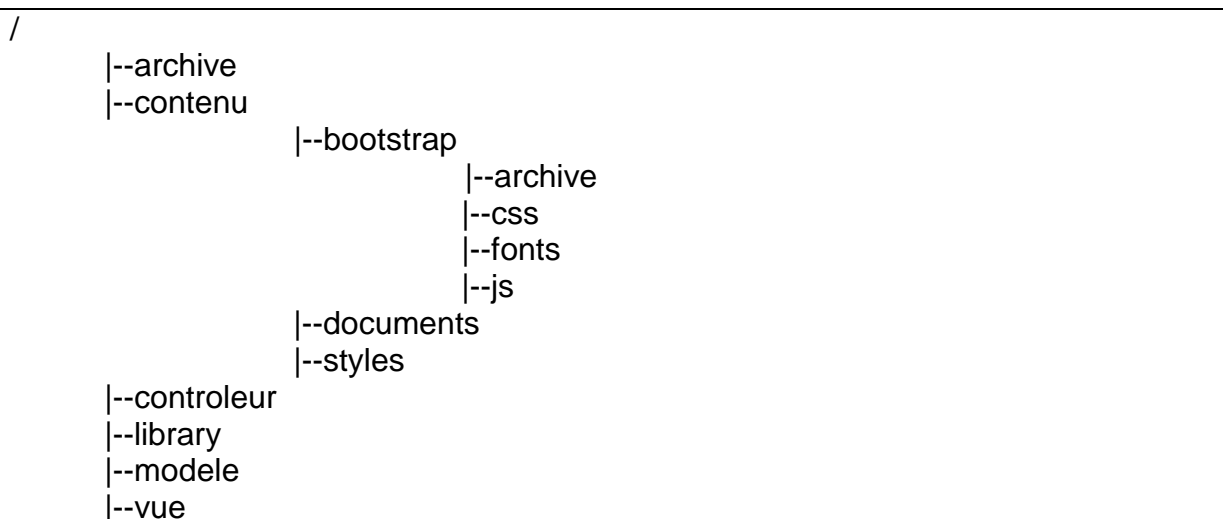 /
|--archive
|--contenu
|--bootstrap
|--archive
|--css
|--fonts
|--js
|--documents
|--styles
|--controleur
|--library
|--modele
|--vue